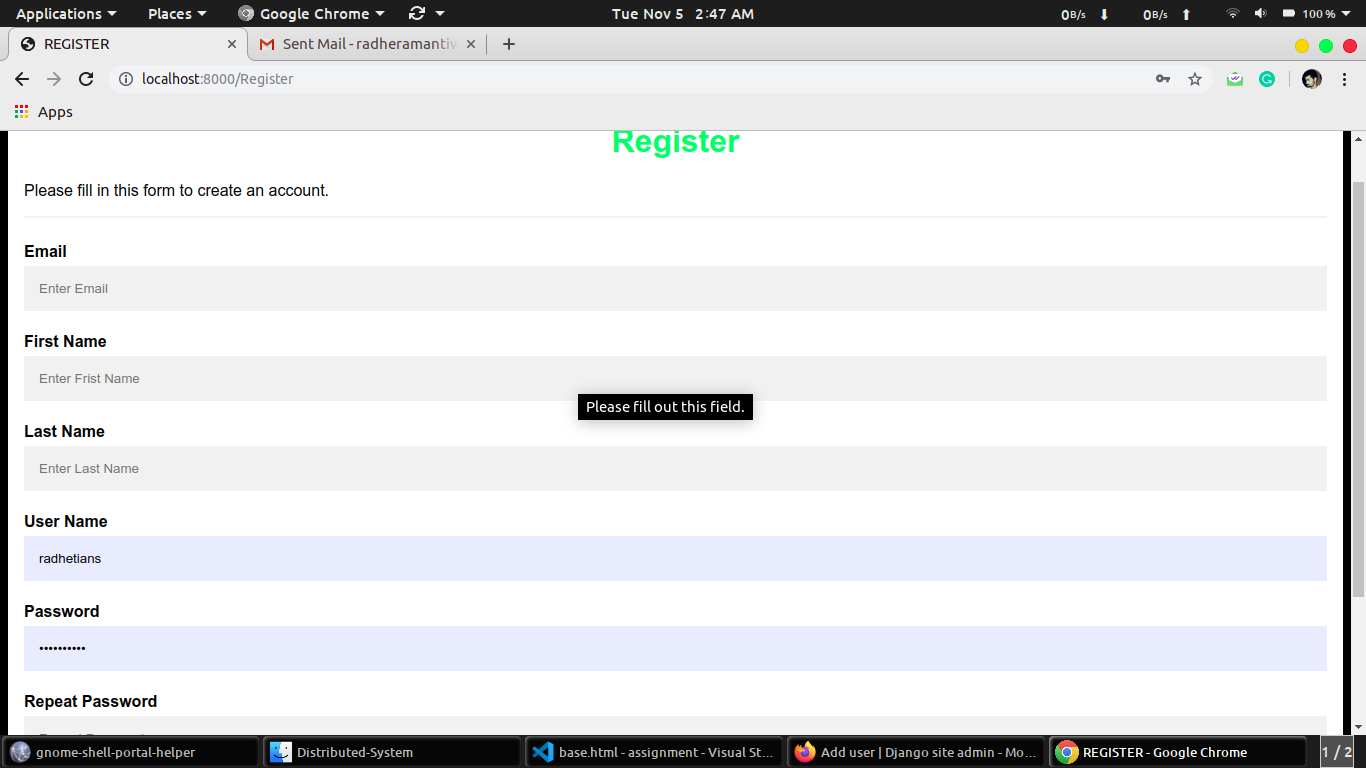 Applications Places Google Chrome Tue Nov 5 2:47 AM 0B/s 0B/s 100 %
REGISTER Sent Mail - radheramantiw
localhost:8000/Register
Apps
Register
Please fill in this form to create an account.
Email
Enter Email
First Name
Enter Frist Name
Please fill out this field.
Last Name
Enter Last Name
User Name
radhetians
Password
••••••••••
Repeat Password
gnome-shell-portal-helper Distributed-System base.html - assignment - Visual St... Add user | Django site admin - Mo... REGISTER - Google Chrome 1 / 2